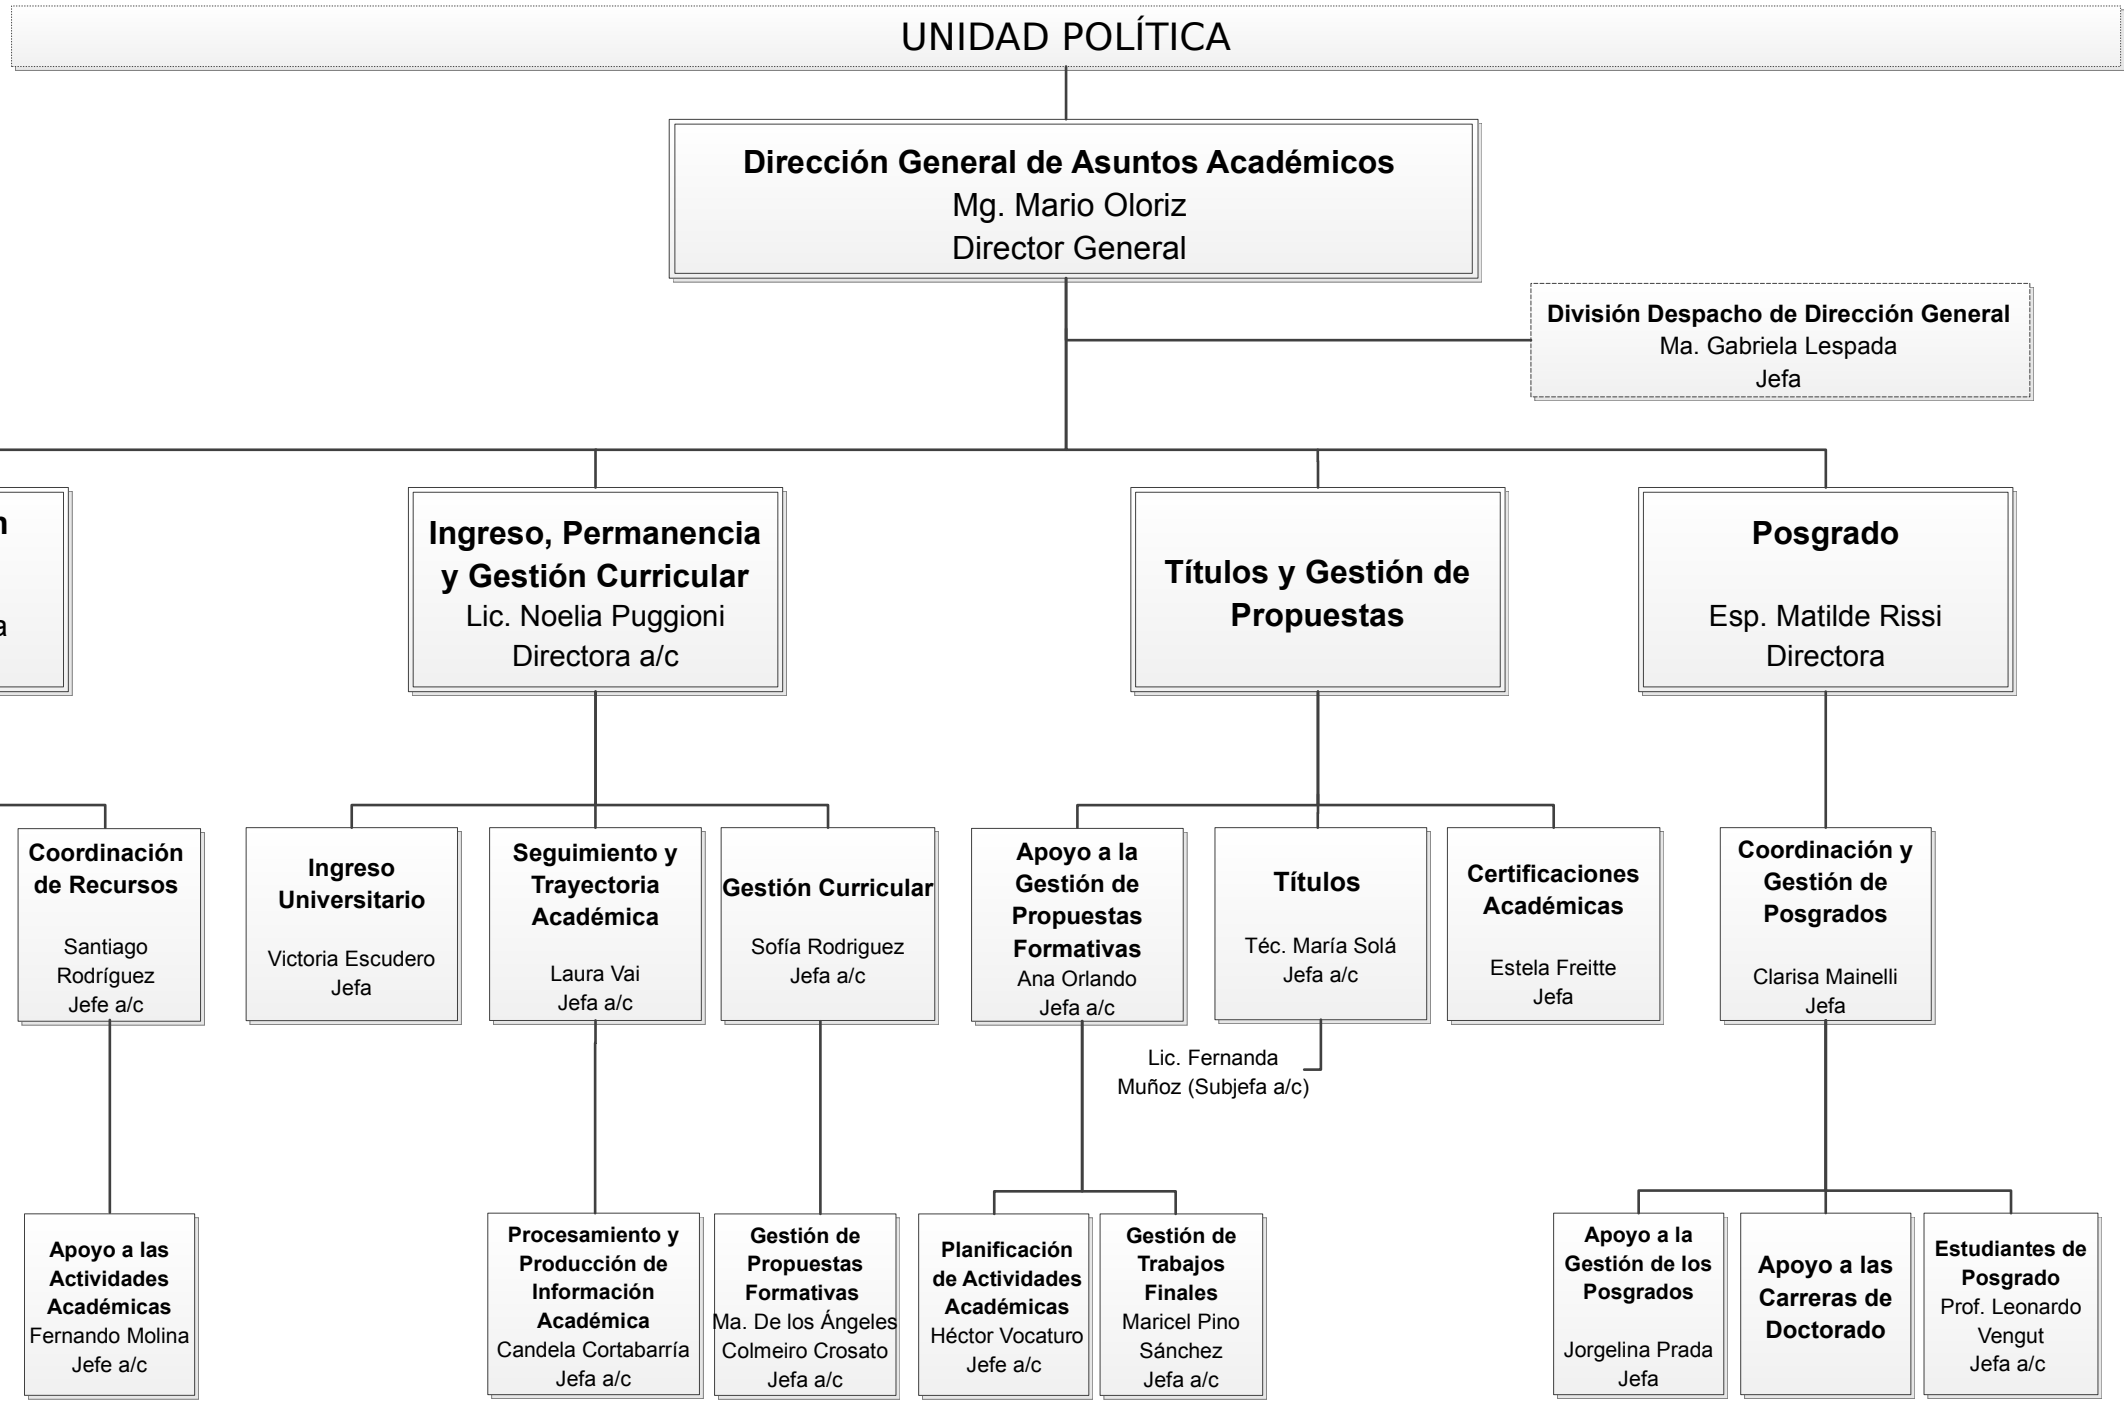 UNIDAD POLÍTICA
Dirección General de Asuntos Académicos
Mg. Mario Oloriz
Director General
División Despacho de Dirección General
Ma. Gabriela Lespada
Jefa
Ingreso, Permanencia
y Gestión Curricular
Lic. Noelia Puggioni
Directora a/c
Títulos y Gestión de
Propuestas
Posgrado
Esp. Matilde Rissi
Directora
Coordinación
de Recursos
Santiago
Rodríguez
Jefe a/c
Ingreso
Universitario
Victoria Escudero
Jefa
Seguimiento y
Trayectoria
Académica
Laura Vai
Jefa a/c
Gestión Curricular
Sofía Rodriguez
Jefa a/c
Apoyo a la
Gestión de
Propuestas
Formativas
Ana Orlando
Jefa a/c
Títulos
Téc. María Solá
Jefa a/c
Lic. Fernanda
Muñoz (Subjefa a/c)
Certificaciones
Académicas
Estela Freitte
Jefa
Coordinación y
Gestión de
Posgrados
Clarisa Mainelli
Jefa
Apoyo a las
Actividades
Académicas
Fernando Molina
Jefe a/c
Procesamiento y
Producción de
Información
Académica
Candela Cortabarría
Jefa a/c
Gestión de
Propuestas
Formativas
Ma. De los Ángeles
Colmeiro Crosato
Jefa a/c
Planificación
de Actividades
Académicas
Héctor Vocaturo
Jefe a/c
Gestión de
Trabajos
Finales
Maricel Pino
Sánchez
Jefa a/c
Apoyo a la
Gestión de los
Posgrados
Jorgelina Prada
Jefa
Apoyo a las
Carreras de
Doctorado
Estudiantes de
Posgrado
Prof. Leonardo
Vengut
Jefa a/c